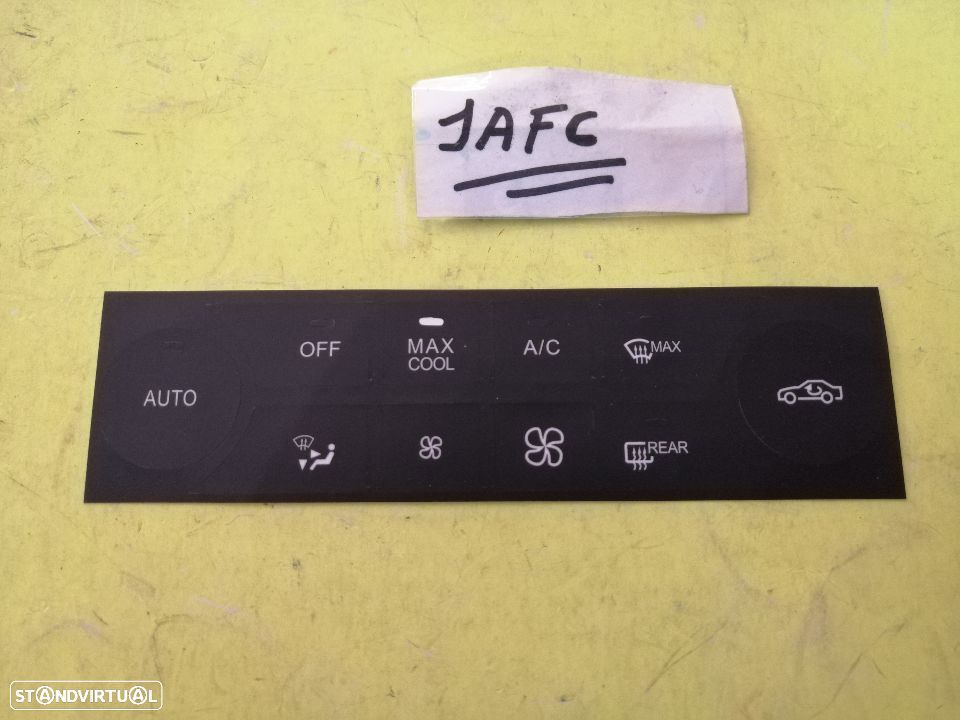 1AFC
OFF
MAX
COOL
A/C
MAX
AUTO
REAR
STANDVIRTUAL